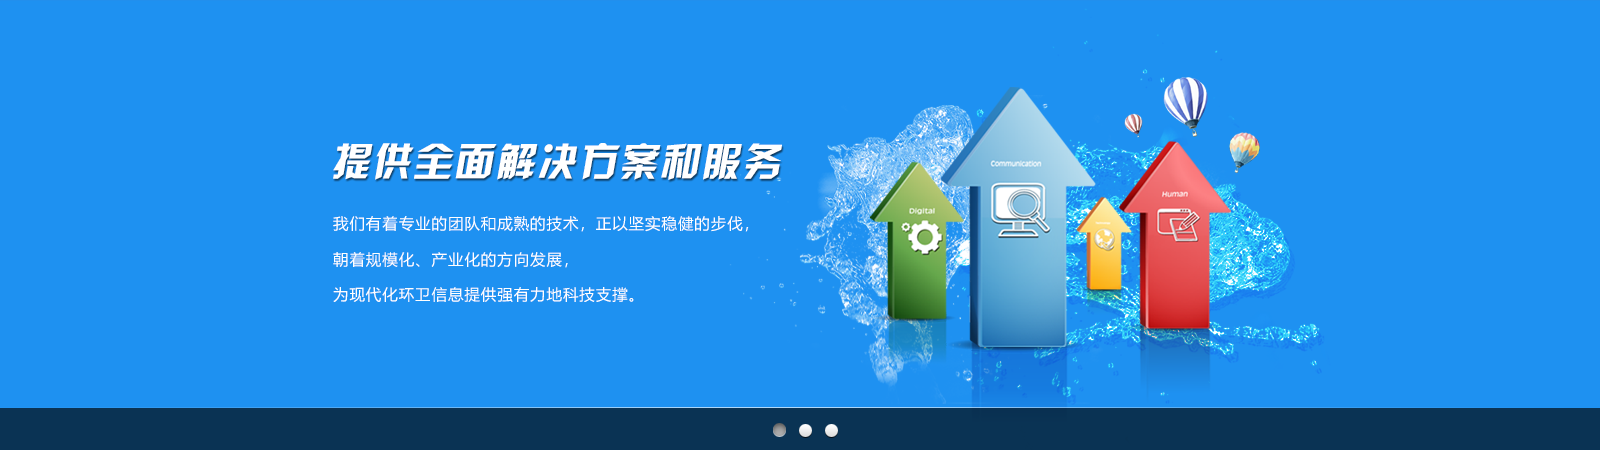 提供全面解决方案和服务
我们有着专业的团队和成熟的技术，正以坚实稳健的步伐，
朝着规模化、产业化的方向发展，
为现代化环卫信息提供强有力地科技支撑。
Communication
Digital
Human